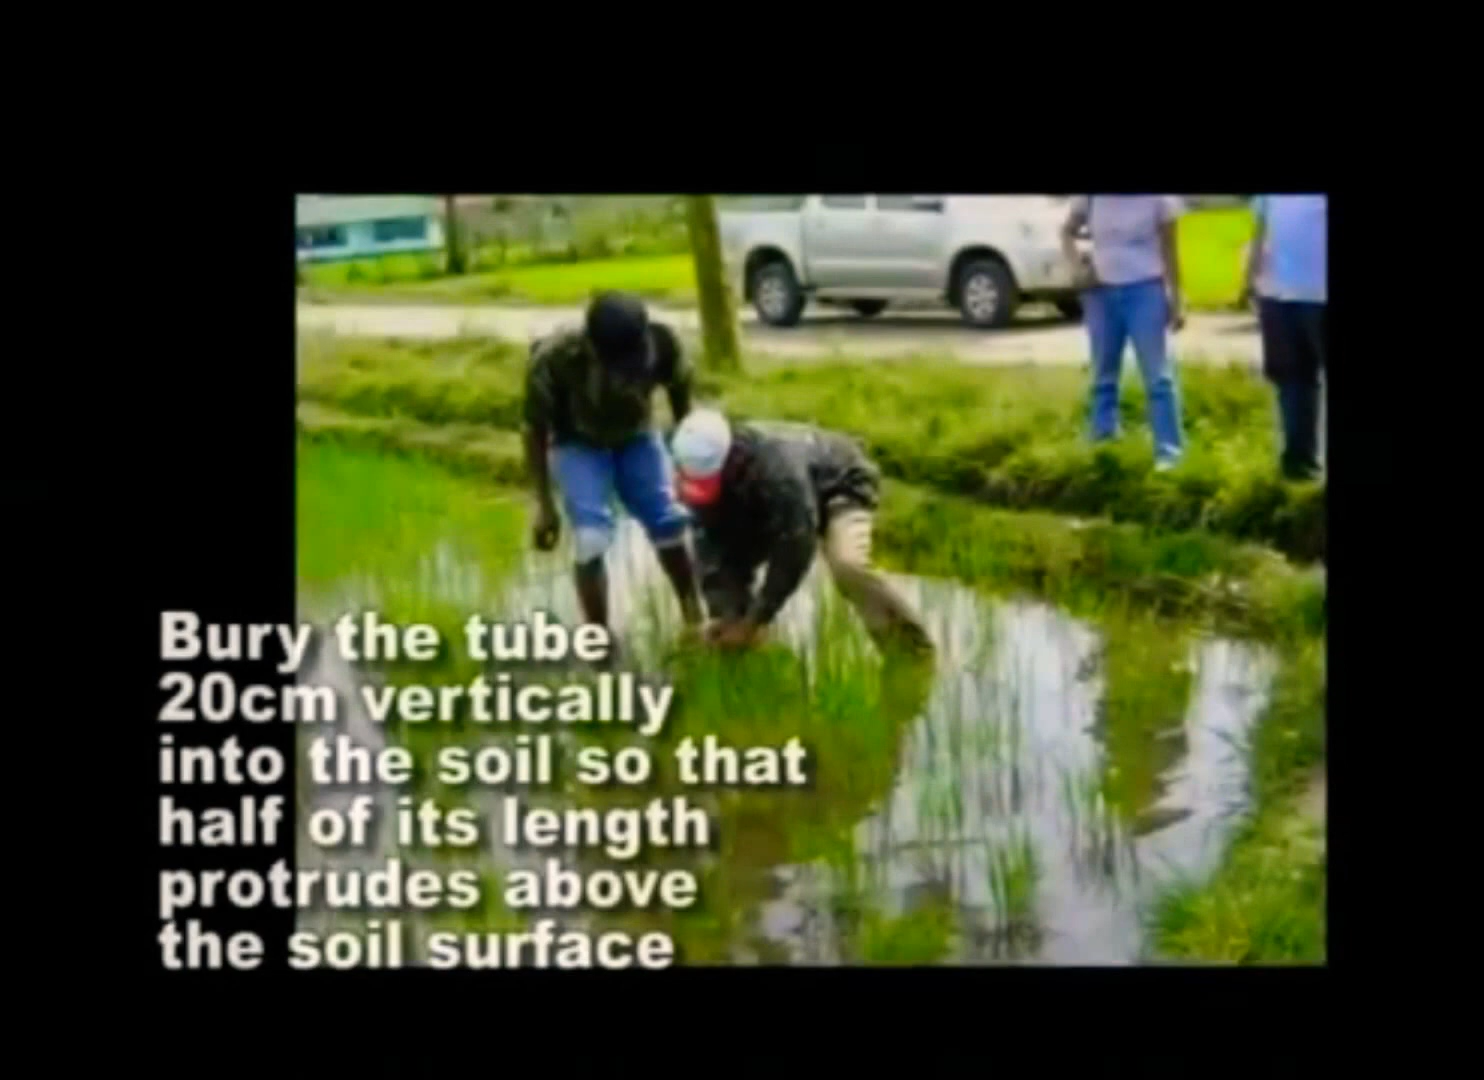 Bury the tube
20cm vertically
into the soil so that
half of its length
protrudes above
the soil surface